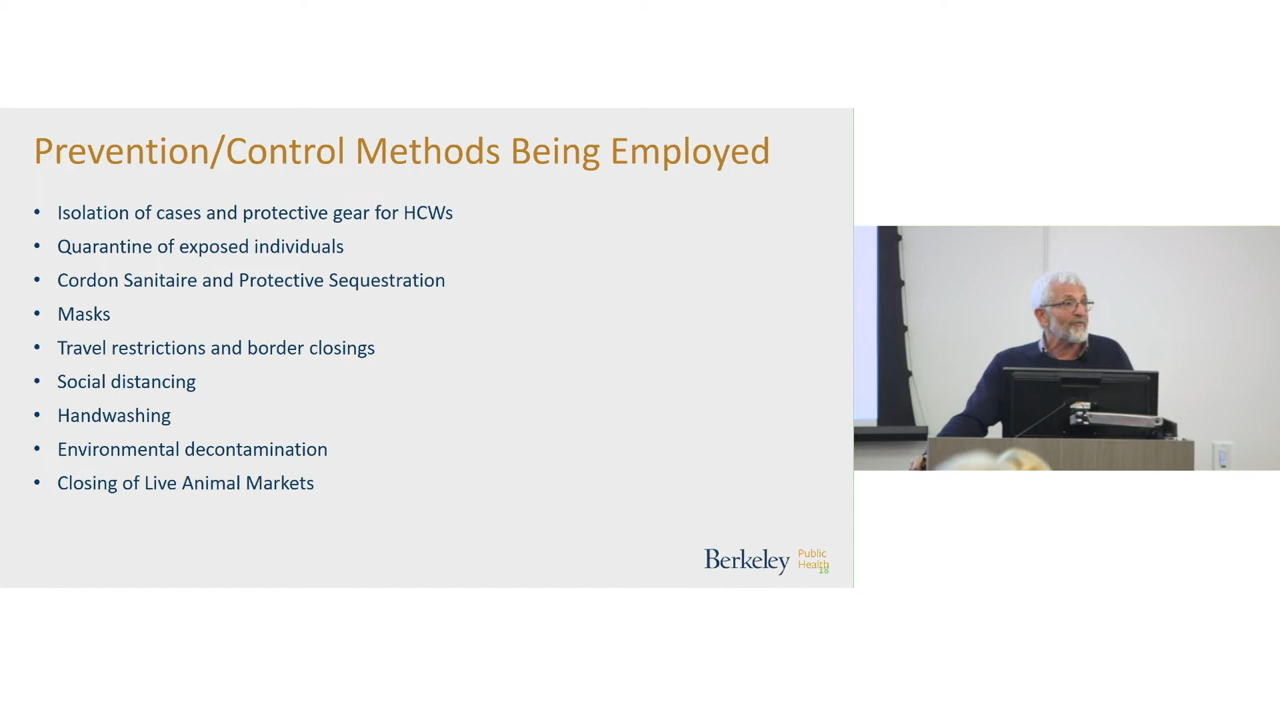 Prevention/Control Methods Being Employed
• Isolation of cases and protective gear for HCWs
• Quarantine of exposed individuals
• Cordon Sanitaire and Protective Sequestration
• Masks
• Travel restrictions and border closings
• Social distancing
• Handwashing
• Environmental decontamination
• Closing of Live Animal Markets
Berkeley Public
Health
18